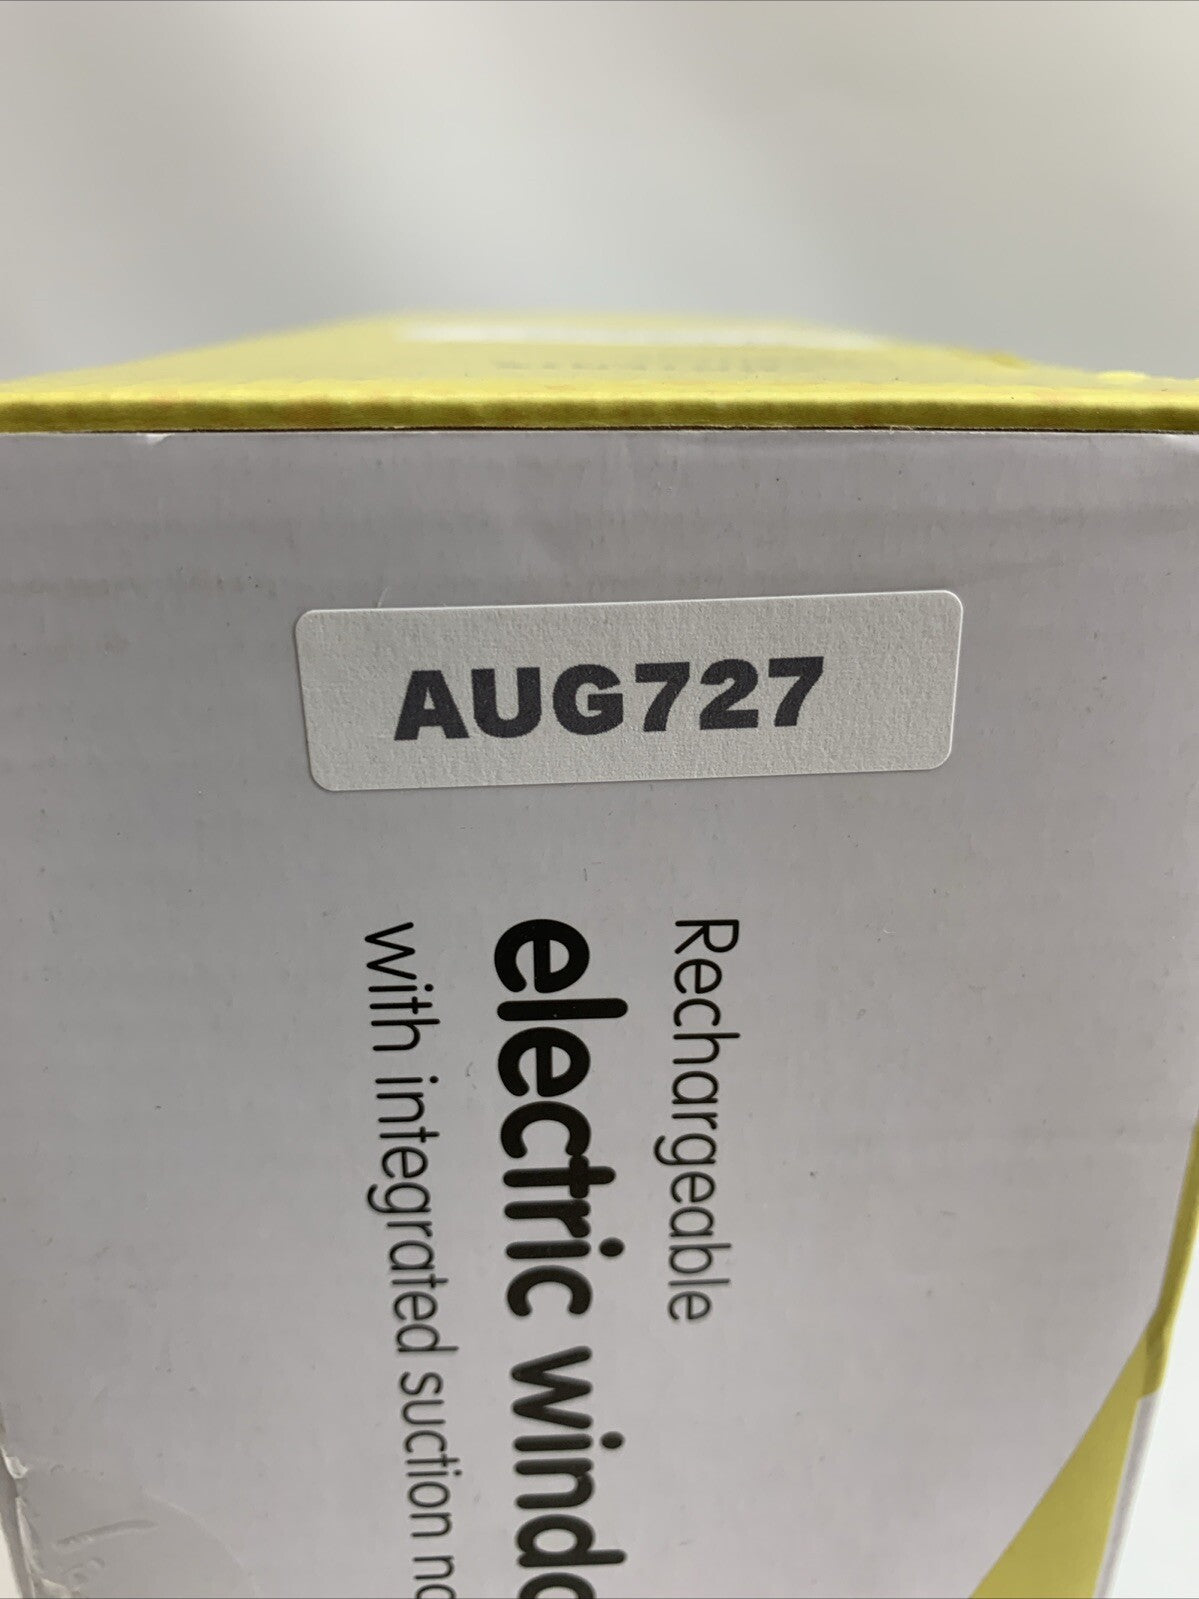 AUG727
Rechargeable
electric windo
with integrated suction no